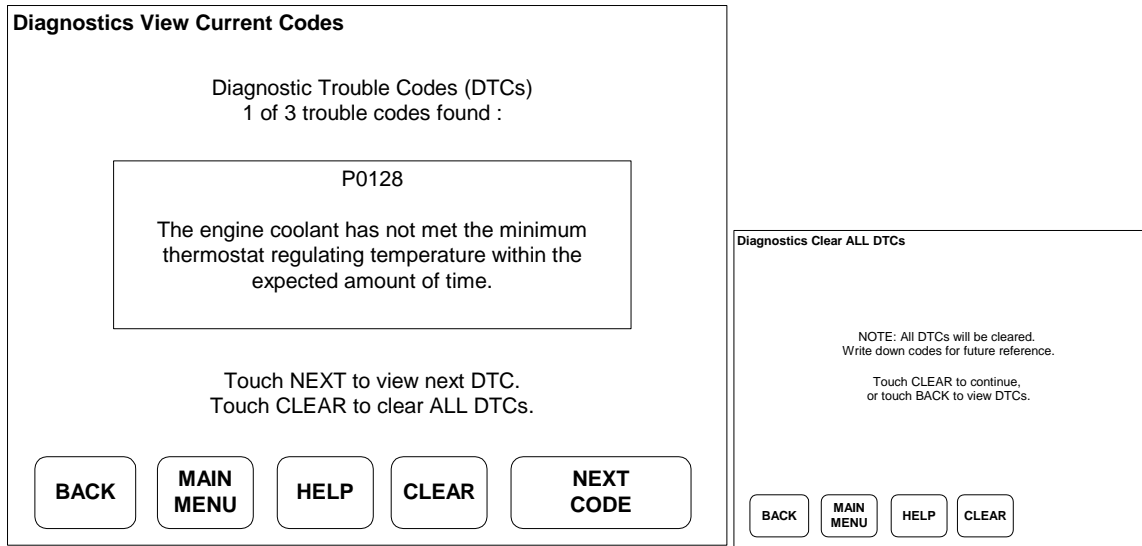 Diagnostics View Current Codes
Diagnostic Trouble Codes (DTCs)
1 of 3 trouble codes found :
P0128
The engine coolant has not met the minimum
thermostat regulating temperature within the
expected amount of time.
Touch NEXT to view next DTC.
Touch CLEAR to clear ALL DTCs.
BACK
MAIN
MENU
HELP
CLEAR
NEXT
CODE
Diagnostics Clear ALL DTCs
NOTE: All DTCs will be cleared.
Write down codes for future reference.
Touch CLEAR to continue,
or touch BACK to view DTCs.
BACK
MAIN
MENU
HELP
CLEAR